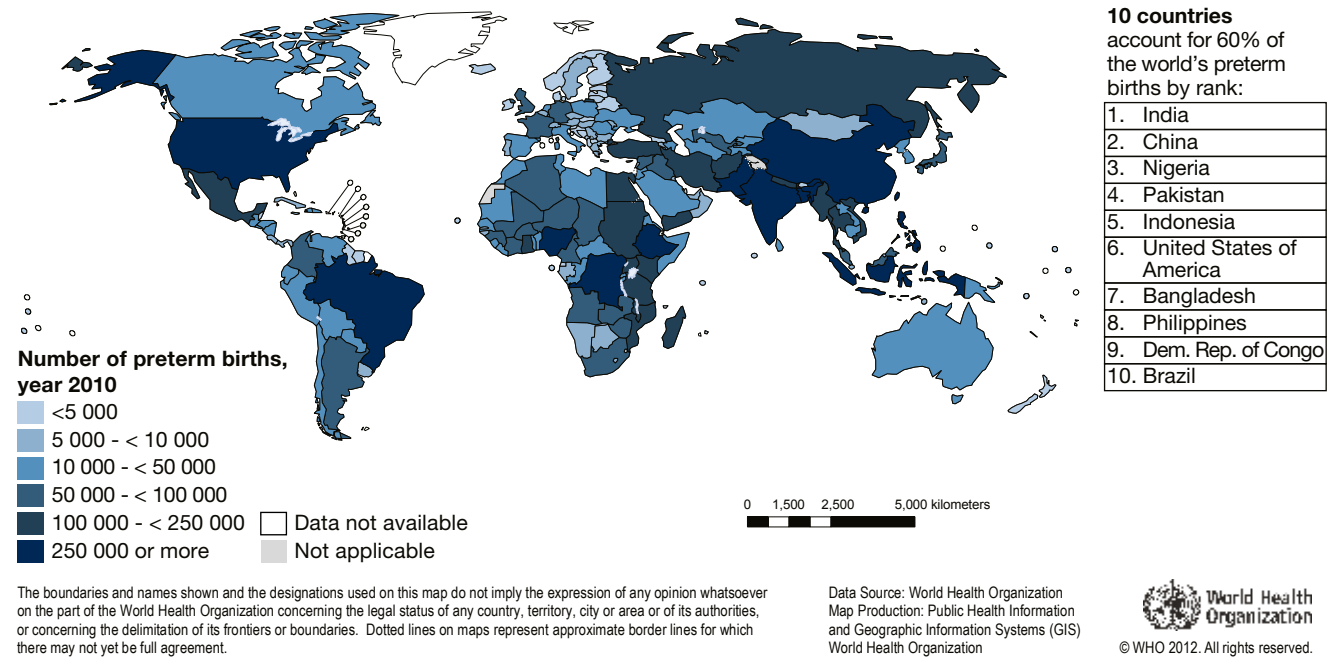 10 countries
account for 60% of
the world's preterm
births by rank:
1. India
2. China
3. Nigeria
4. Pakistan
5. Indonesia
6. United States of
America
7. Bangladesh
8. Philippines
9. Dem. Rep. of Congo
10. Brazil
Number of preterm births,
year 2010
<5 000
5 000 - < 10 000
10 000 - < 50 000
50 000 - < 100 000
100 000 - < 250 000
250 000 or more
Data not available
Not applicable
0 1,500 2,500 5,000 kilometers
The boundaries and names shown and the designations used on this map do not imply the expression of any opinion whatsoever
on the part of the World Health Organization concerning the legal status of any country, territory, city or area or of its authorities,
or concerning the delimitation of its frontiers or boundaries. Dotted lines on maps represent approximate border lines for which
there may not yet be full agreement.
Data Source: World Health Organization
Map Production: Public Health Information
and Geographic Information Systems (GIS)
World Health Organization
World Health
Organization
© WHO 2012. All rights reserved.